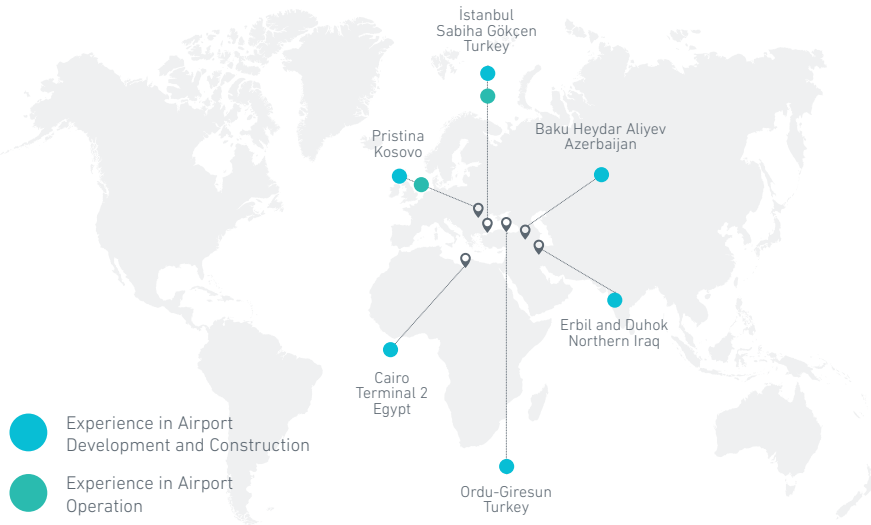 İstanbul
Sabiha Gökçen
Turkey
Pristina
Kosovo
Baku Heydar Aliyev
Azerbaijan
Erbil and Duhok
Northern Iraq
Cairo
Terminal 2
Egypt
Ordu-Giresun
Turkey
Experience in Airport
Development and Construction
Experience in Airport
Operation